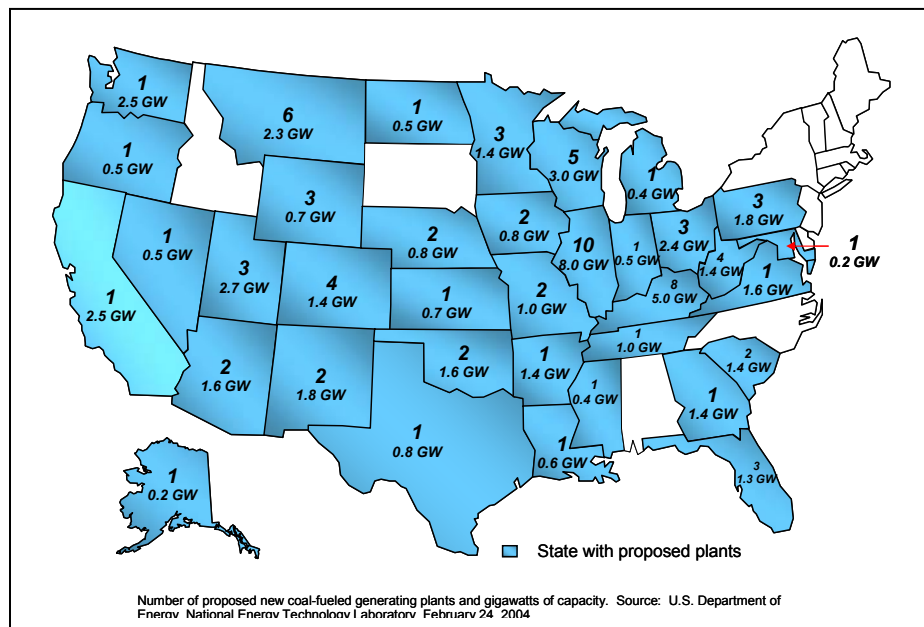 1
2.5 GW
6
2.3 GW
1
0.5 GW
3
1.4 GW
5
3.0 GW
1
0.4 GW
1
0.5 GW
3
0.7 GW
2
0.8 GW
3
2.4 GW
3
1.8 GW
1
0.2 GW
1
0.5 GW
3
2.7 GW
4
1.4 GW
2
0.8 GW
10
8.0 GW
1
0.5 GW
4
1.4 GW
1
1.6 GW
1
2.5 GW
1
0.7 GW
2
1.0 GW
8
5.0 GW
2
1.6 GW
2
1.8 GW
2
1.6 GW
1
1.4 GW
1
1.0 GW
2
1.4 GW
1
0.8 GW
1
0.6 GW
1
0.4 GW
1
1.4 GW
3
1.3 GW
1
0.2 GW
State with proposed plants
Number of proposed new coal-fueled generating plants and gigawatts of capacity. Source: U.S. Department of
Energy, National Energy Technology Laboratory, February 24, 2004